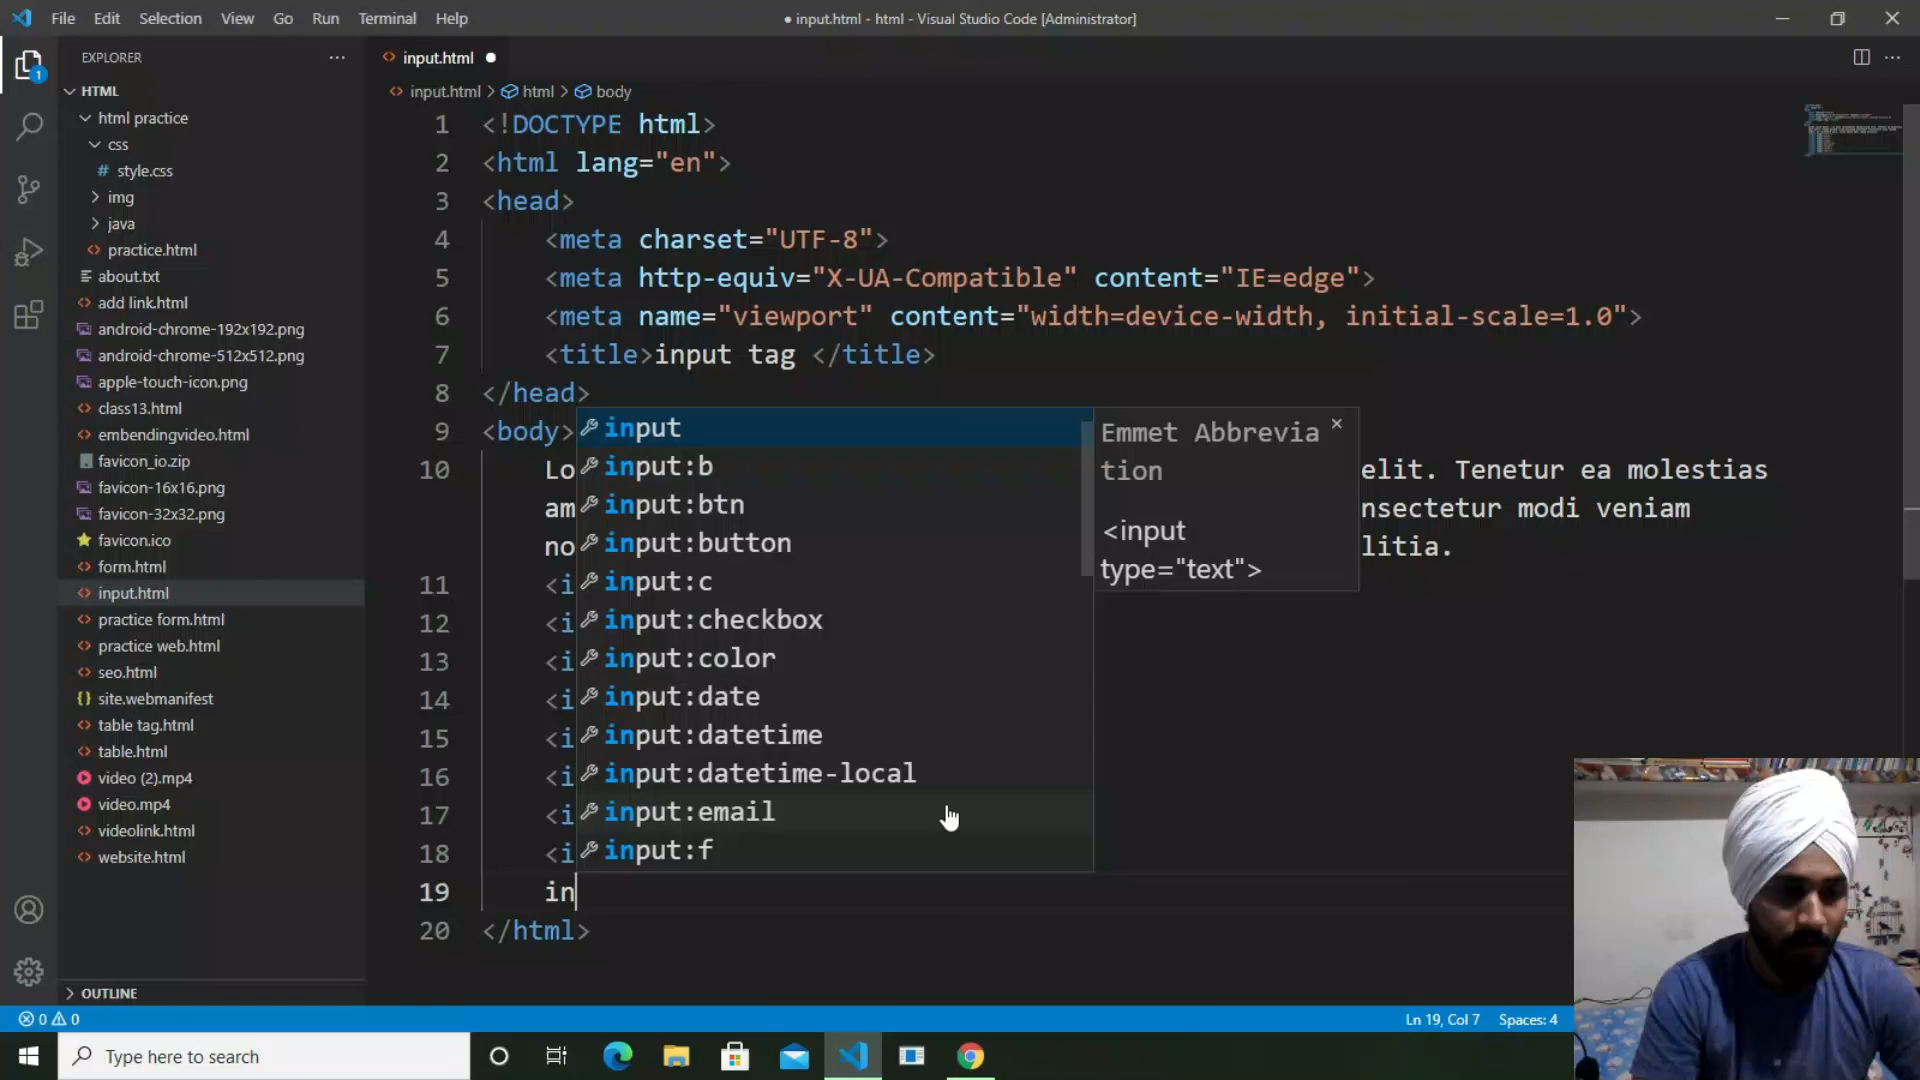 File Edit Selection View Go Run Terminal Help
● input.html - html - Visual Studio Code [Administrator]
EXPLORER
1
HTML
html practice
css
# style.css
img
java
practice.html
about.txt
add link.html
android-chrome-192x192.png
android-chrome-512x512.png
apple-touch-icon.png
class13.html
embendingvideo.html
favicon_io.zip
favicon-16x16.png
favicon-32x32.png
favicon.ico
form.html
input.html
practice form.html
practice web.html
seo.html
site.webmanifest
table tag.html
table.html
video (2).mp4
video.mp4
videolink.html
website.html
OUTLINE
input.html
input.html > html > body
1 <!DOCTYPE html>
2 <html lang="en">
3 <head>
4 <meta charset="UTF-8">
5 <meta http-equiv="X-UA-Compatible" content="IE=edge">
6 <meta name="viewport" content="width=device-width, initial-scale=1.0">
7 <title>input tag </title>
8 </head>
9 <body>
10 Lo elit. Tenetur ea molestias
am nsectetur modi veniam
no litia.
11 <i
12 <i
13 <i
14 <i
15 <i
16 <i
17 <i
18 <i
19 in
20 </html>
input
input:b
input:btn
input:button
input:c
input:checkbox
input:color
input:date
input:datetime
input:datetime-local
input:email
input:f
Emmet Abbrevia
tion
<input
type="text">
0 0
Ln 19, Col 7 Spaces: 4
Type here to search